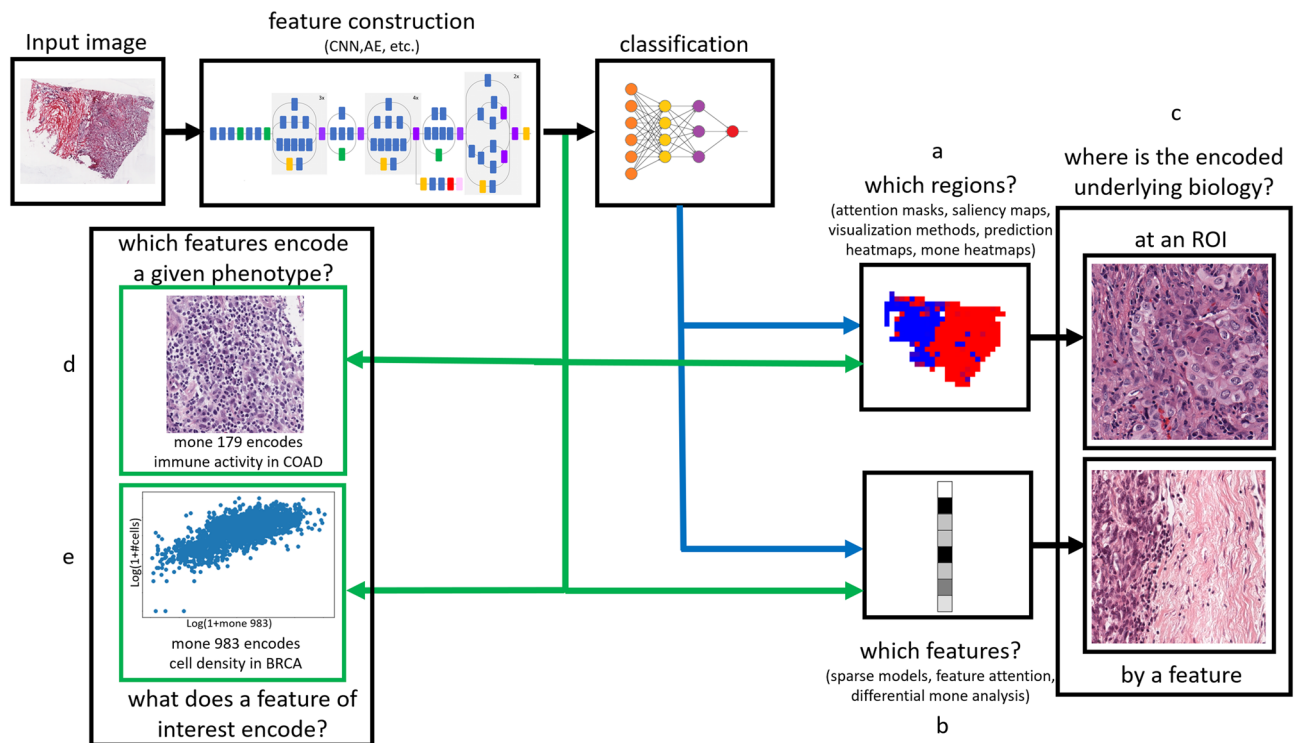 Input image
feature construction
(CNN,AE, etc.)
3x
4x
2x
classification
a
which regions?
(attention masks, saliency maps,
visualization methods, prediction
heatmaps, mone heatmaps)
c
where is the encoded
underlying biology?
at an ROI
by a feature
which features?
(sparse models, feature attention,
differential mone analysis)
b
d
which features encode
a given phenotype?
mone 179 encodes
immune activity in COAD
e
Log(1+#cells)
Log(1+mone 983)
mone 983 encodes
cell density in BRCA
what does a feature of
interest encode?